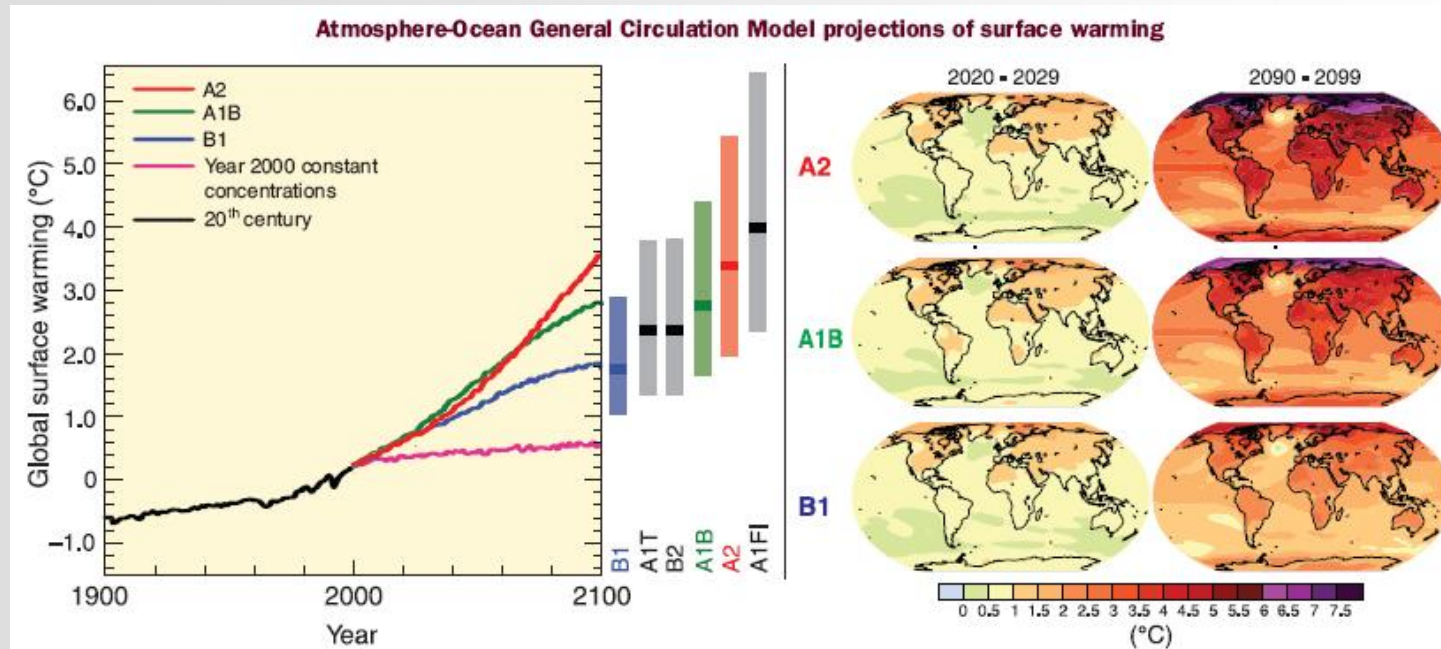 Atmosphere-Ocean General Circulation Model projections of surface warming
Global surface warming (°C)
6.0
5.0
4.0
3.0
2.0
1.0
0
–1.0
A2
A1B
B1
Year 2000 constant
concentrations
20th century
1900
2000
2100
Year
B1
A1T
B2
A1B
A2
A1FI
2020 - 2029
2090 - 2099
A2
A1B
B1
0 0.5 1 1.5 2 2.5 3 3.5 4 4.5 5 5.5 6 6.5 7 7.5
(°C)